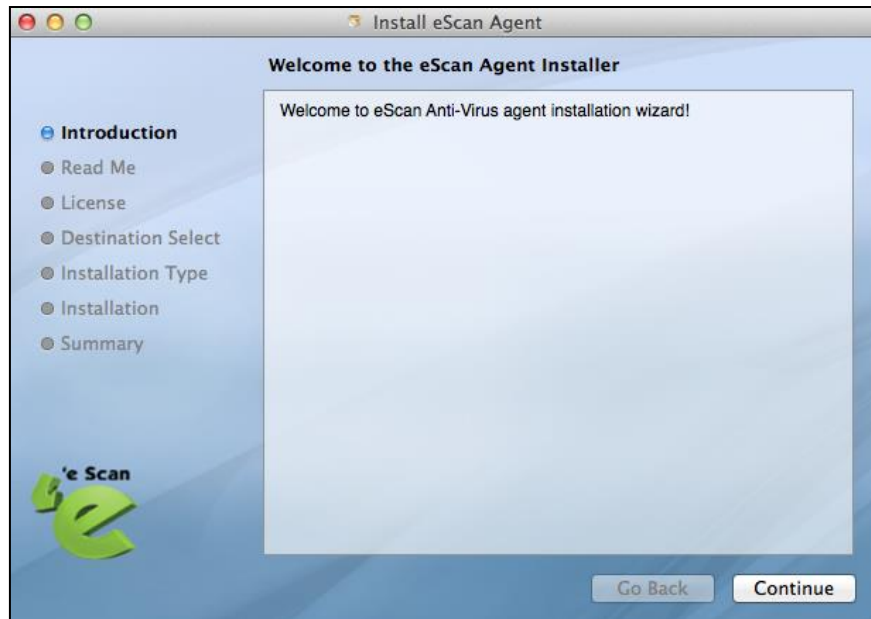 Install eScan Agent
Welcome to the eScan Agent Installer
Welcome to eScan Anti-Virus agent installation wizard!
Introduction
Read Me
License
Destination Select
Installation Type
Installation
Summary
'e Scan
e
Go Back
Continue